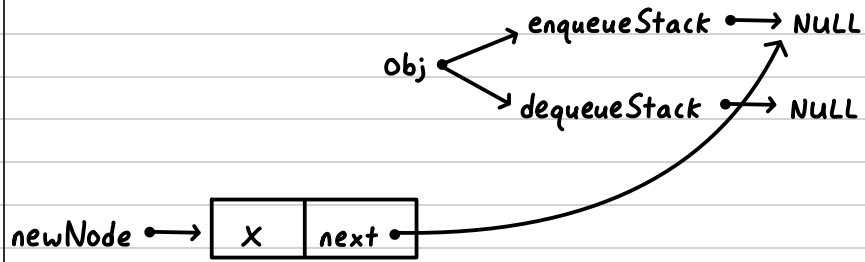 enqueueStack NULL
obj
dequeueStack NULL
newNode x next